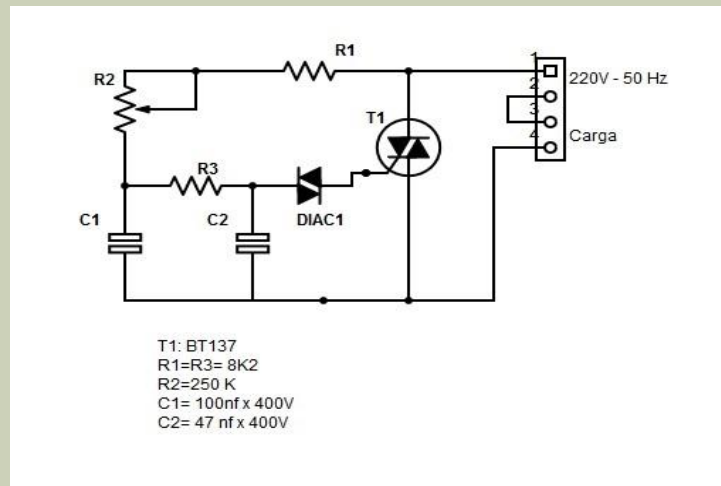 R1
R2
1
220V - 50 Hz
2
T1
3
4
Carga
R3
C1
C2
DIAC1
T1: BT137
R1=R3= 8K2
R2=250 K
C1= 100nf x 400V
C2= 47 nf x 400V